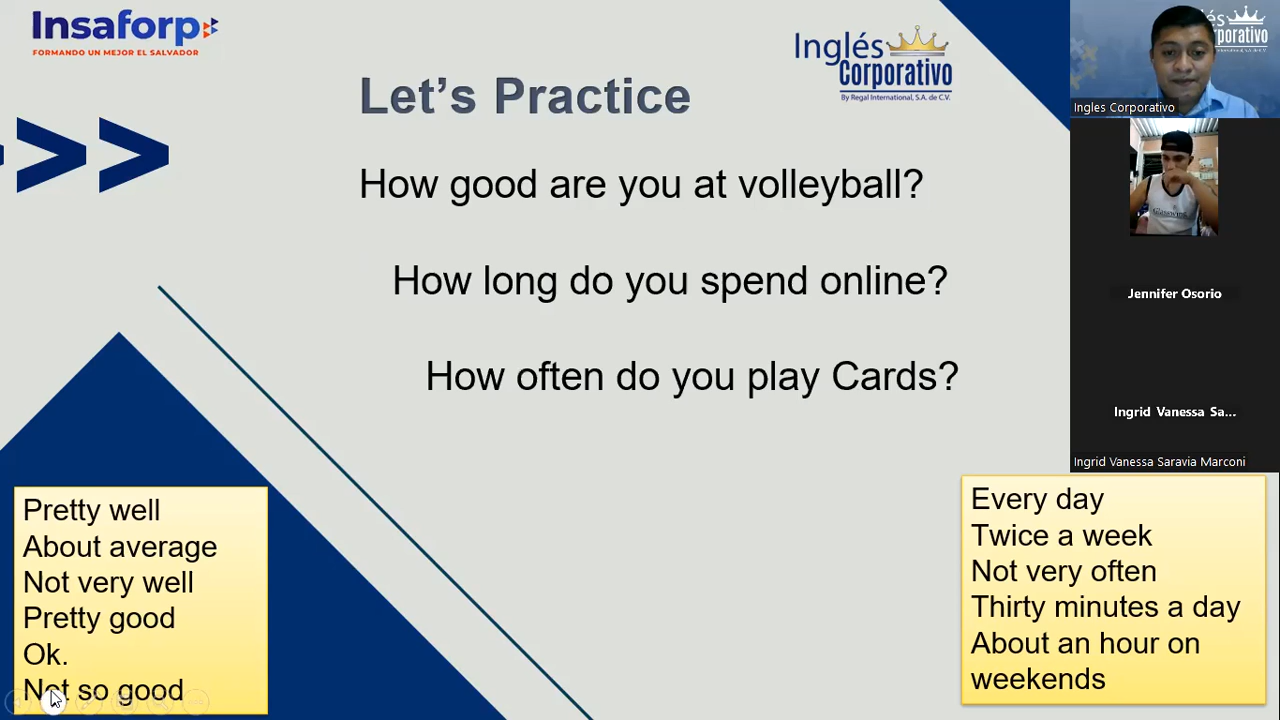 Insaforp
FORMANDO UN MEJOR EL SALVADOR
Inglés
Corporativo
By Regal International, S.A. de C.V.
Let's Practice
How good are you at volleyball?
How long do you spend online?
How often do you play Cards?
Pretty well
About average
Not very well
Pretty good
Ok.
Not so good
Every day
Twice a week
Not very often
Thirty minutes a day
About an hour on
weekends
Ingles Corporativo
Jennifer Osorio
Ingrid Vanessa Sa...
Ingrid Vanessa Saravia Marconi